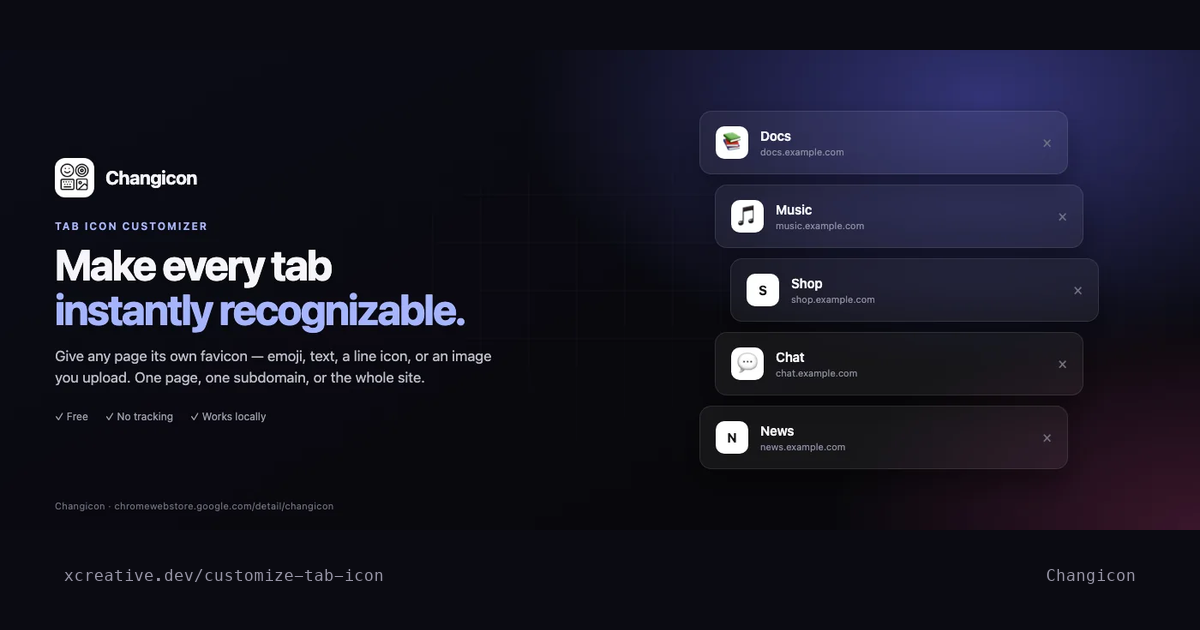 Changicon
TAB ICON CUSTOMIZER
Make every tab
instantly recognizable.
Give any page its own favicon — emoji, text, a line icon, or an image
you upload. One page, one subdomain, or the whole site.
✓ Free ✓ No tracking ✓ Works locally
Changicon · chromewebstore.google.com/detail/changicon
Docs
docs.example.com
×
Music
music.example.com
×
S
Shop
shop.example.com
×
Chat
chat.example.com
×
N
News
news.example.com
×
xcreative.dev/customize-tab-icon
Changicon